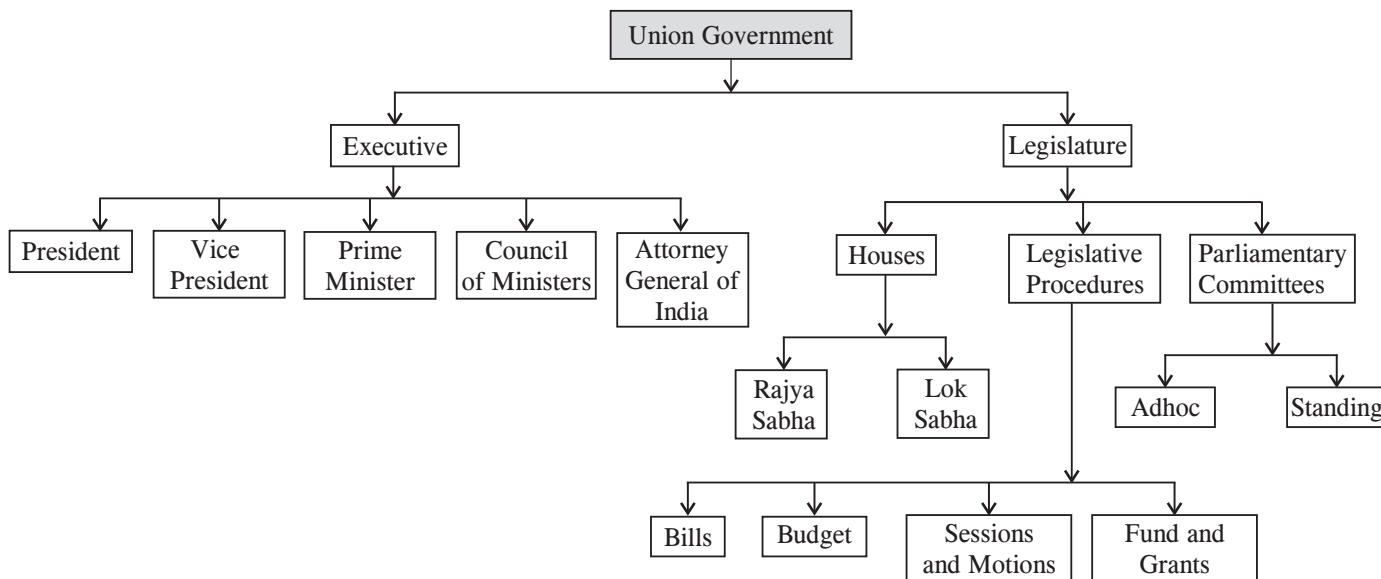 Union Government
Executive
Legislature
President
Vice
President
Prime
Minister
Council
of Ministers
Attorney
General of
India
Houses
Legislative
Procedures
Parliamentary
Committees
Rajya
Sabha
Lok
Sabha
Adhoc
Standing
Bills
Budget
Sessions
and Motions
Fund and
Grants